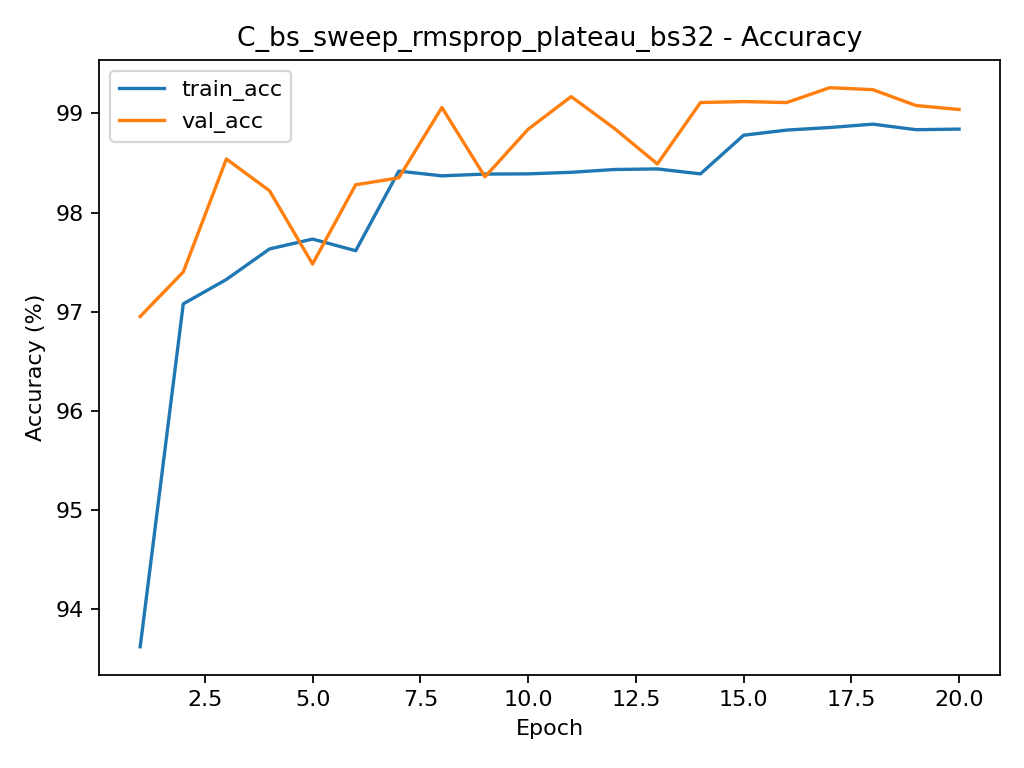 C_bs_sweep_rmsprop_plateau_bs32 - Accuracy
train_acc
val_acc
Accuracy (%)
99
98
97
96
95
94
2.5 5.0 7.5 10.0 12.5 15.0 17.5 20.0
Epoch